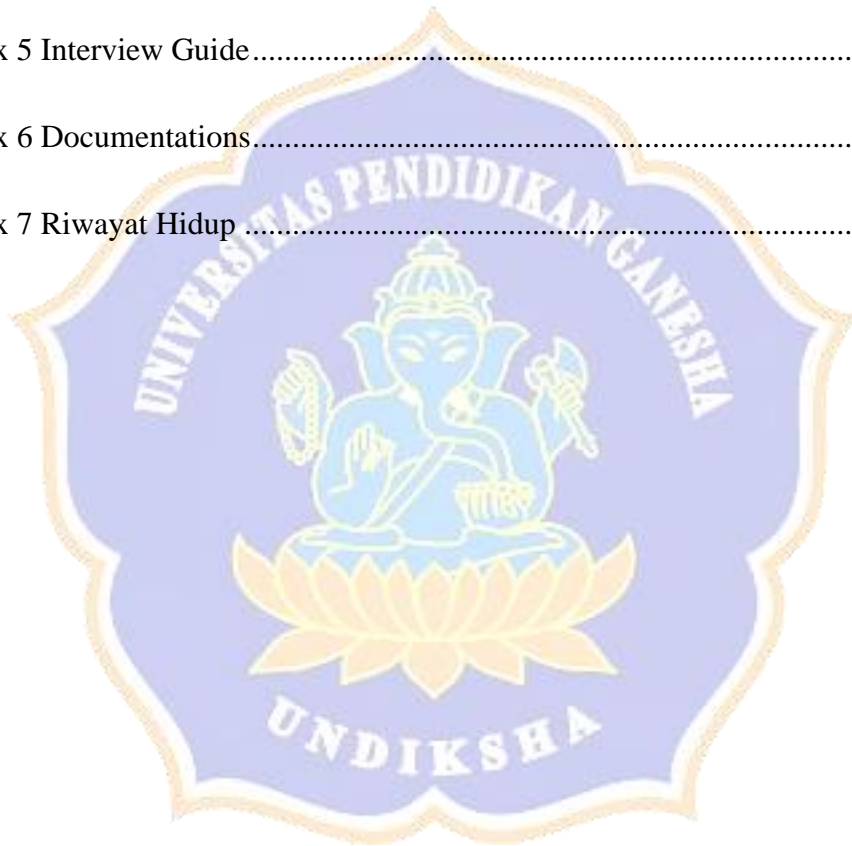 x 5 Interview Guide.....................................................................................
x 6 Documentations.....................................................................................
x 7 Riwayat Hidup .....................................................................................
UNIVERSITAS PENDIDIKAN GANESHA
UNDIKSHA